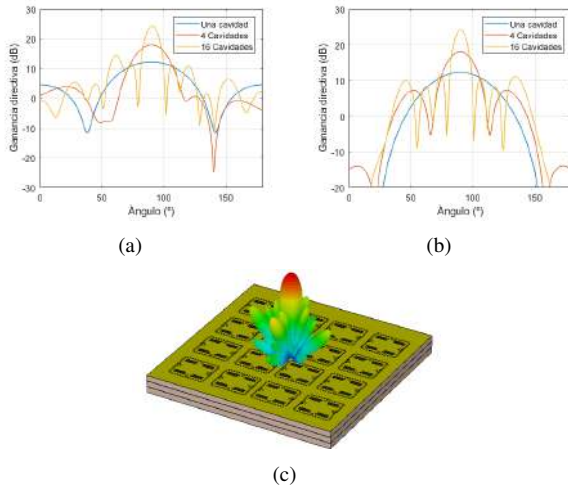 30
20
10
0
-10
-20
-30
0
50
100
150
Ganancia directiva (dB)
Àngulo (º)
Una cavidad
4 Cavidades
16 Cavidades
(a)
30
20
10
0
-10
-20
0
50
100
150
Ganancia directiva (dB)
Àngulo (º)
Una cavidad
4 Cavidades
16 Cavidades
(b)
(c)